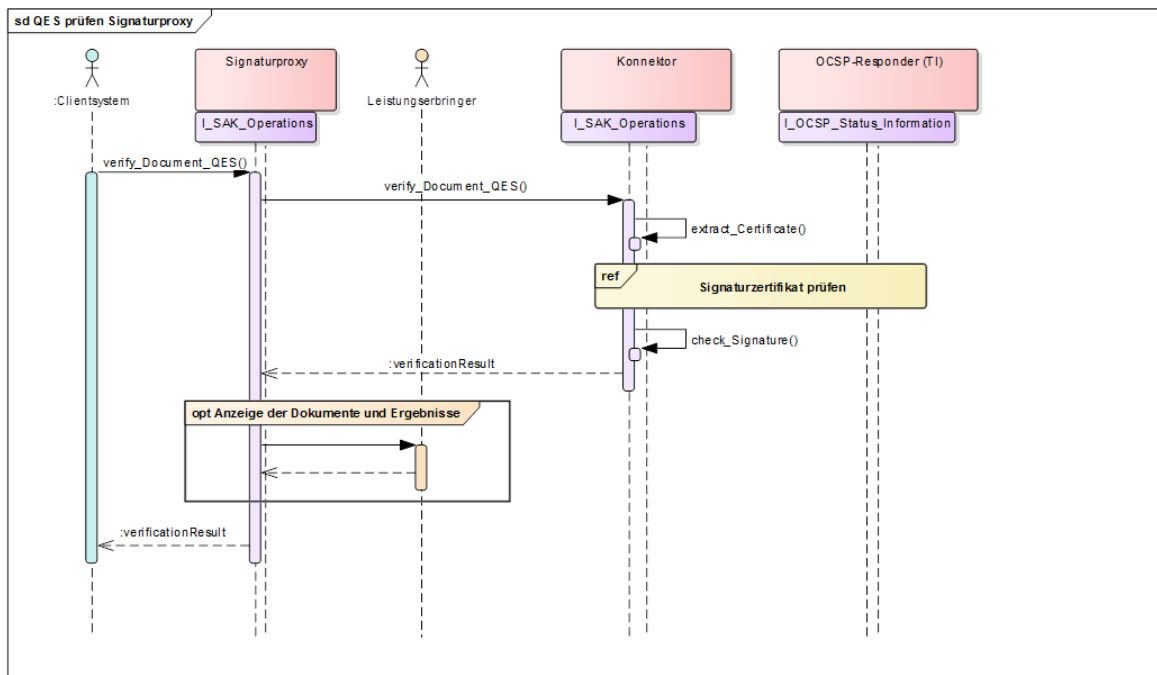 sd QES prüfen Signaturproxy
:Clientsystem
Signaturproxy
I_SAK_Operations
Leistungserbringer
Konnektor
I_SAK_Operations
OCSP-Responder (TI)
I_OCSP_Status_Information
verify_Document_QES()
verify_Document_QES()
extract_Certificate()
ref
Signaturzertifikat prüfen
check_Signature()
:verificationResult
opt Anzeige der Dokumente und Ergebnisse
:verificationResult